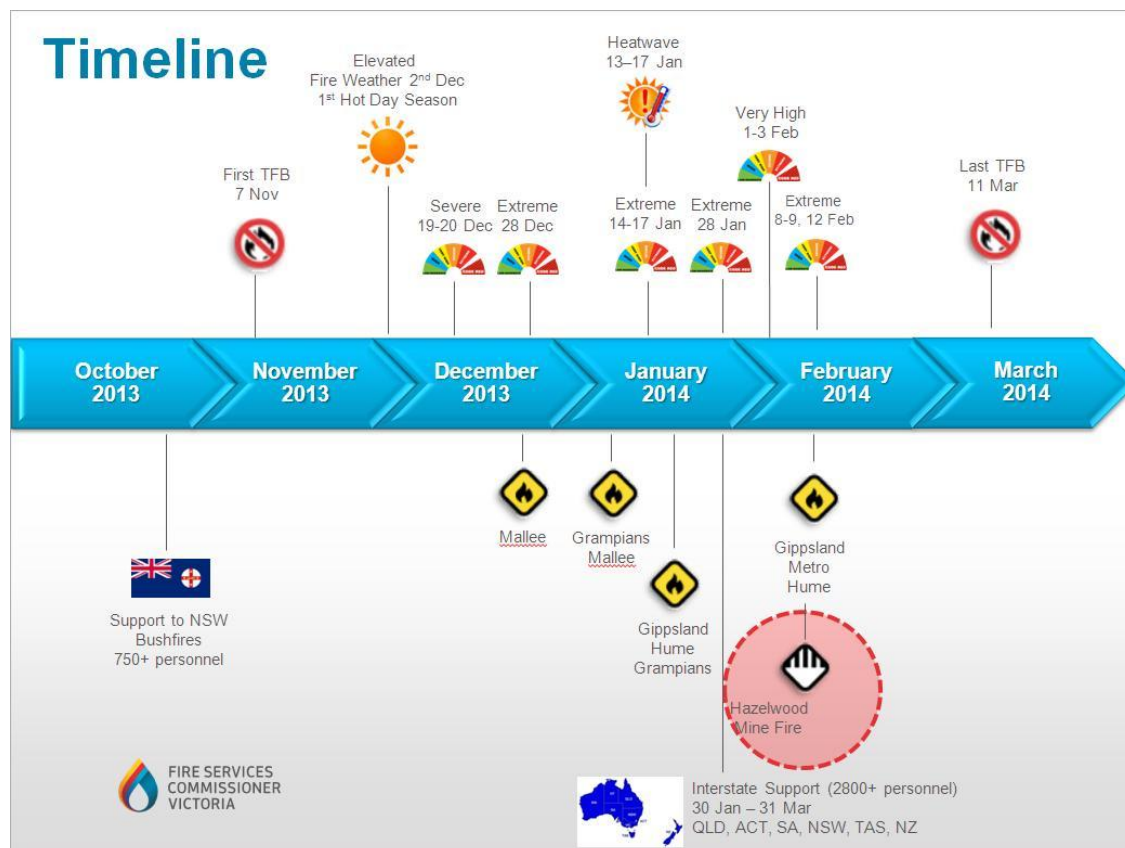 Timeline
Elevated
Fire Weather 2nd Dec
1st Hot Day Season
Heatwave
13–17 Jan
Very High
1-3 Feb
First TFB
7 Nov
Last TFB
11 Mar
Severe
19-20 Dec
Extreme
28 Dec
Extreme
14-17 Jan
Extreme
28 Jan
Extreme
8-9, 12 Feb
October
2013
November
2013
December
2013
January
2014
February
2014
March
2014
Mallee
Grampians
Mallee
Gippsland
Metro
Hume
Support to NSW
Bushfires
750+ personnel
Gippsland
Hume
Grampians
Hazelwood
Mine Fire
FIRE SERVICES
COMMISSIONER
VICTORIA
Interstate Support (2800+ personnel)
30 Jan – 31 Mar
QLD, ACT, SA, NSW, TAS, NZ